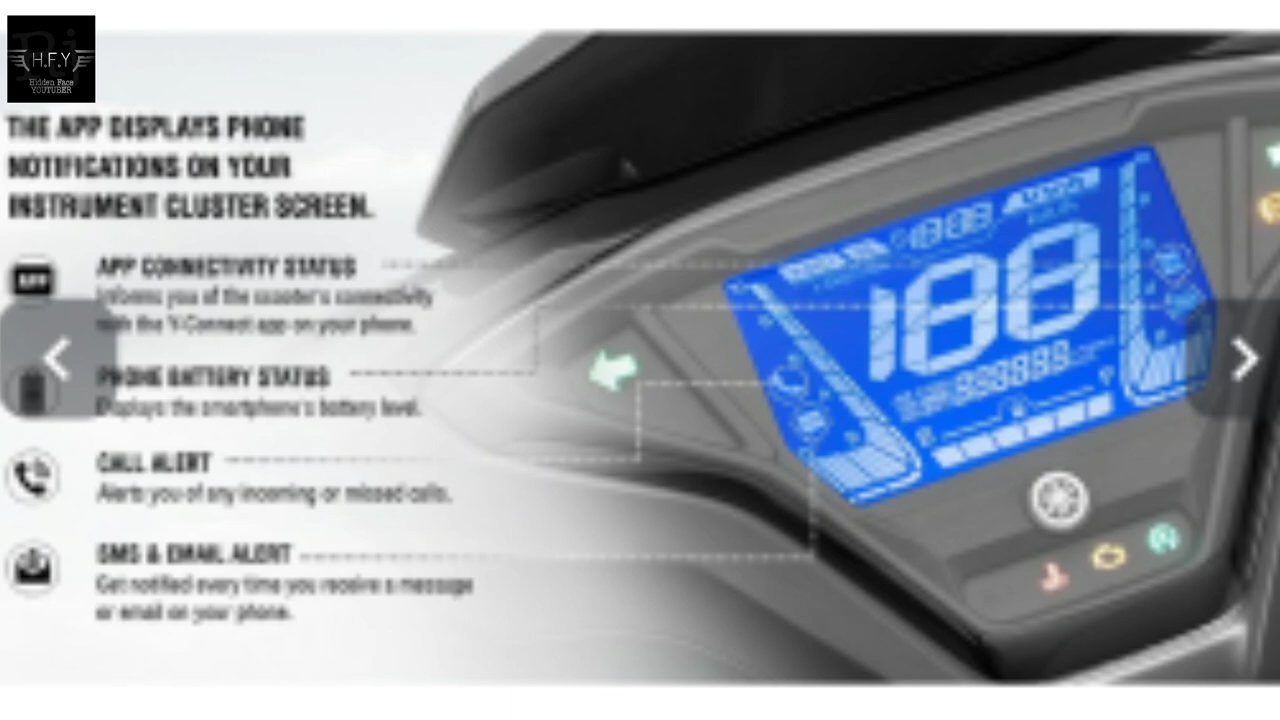 H.F.Y
Hidden Face
YOUTUBER
THE APP DISPLAYS PHONE
NOTIFICATIONS ON YOUR
INSTRUMENT CLUSTER SCREEN.
APP
APP CONNECTIVITY STATUS
Informs you of the scooter's connectivity
with the Y-Connect app on your phone.
PHONE BATTERY STATUS
Displays the smartphone's battery level.
CALL ALERT
Alerts you of any incoming or missed calls.
SMS & EMAIL ALERT
Get notified every time you receive a message
or email on your phone.
188